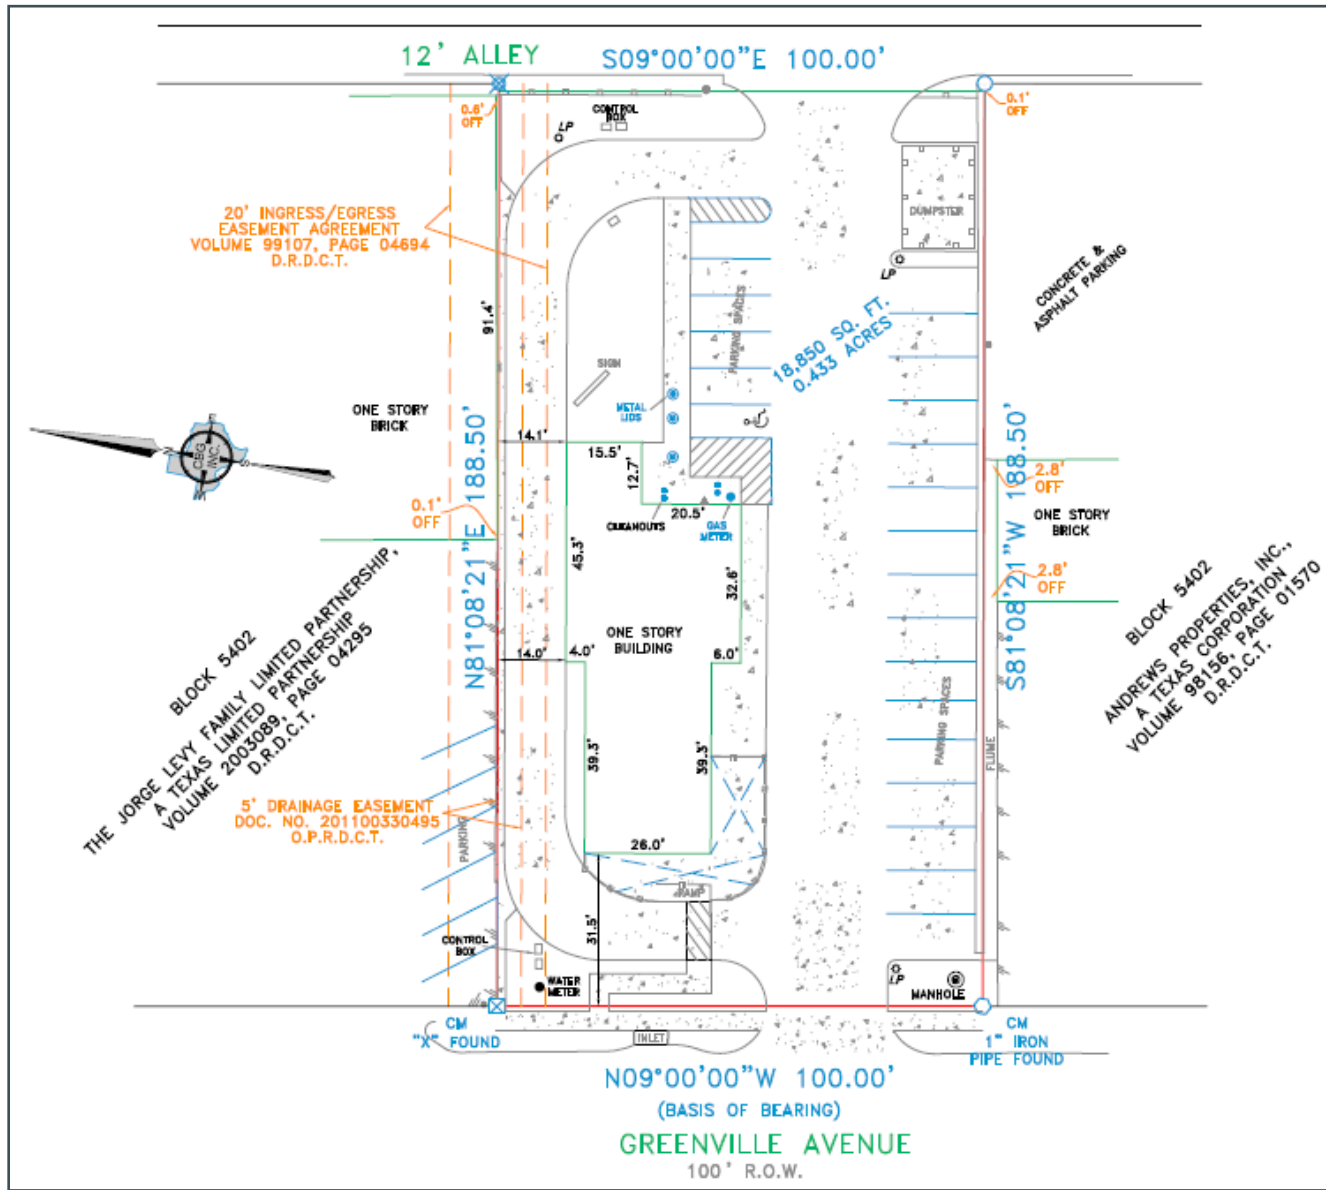 12' ALLEY
S09°00'00"E 100.00'
0.6'
OFF
CONTROL
BOX
LP
0.1'
OFF
20' INGRESS/EGRESS
EASEMENT AGREEMENT
VOLUME 99107, PAGE 04694
D.R.D.C.T.
DUMPSTER
LP
CONCRETE &
ASPHALT PARKING
91.4'
PARKING SPACES
18,850 SQ. FT.
0.433 ACRES
SIGN
METAL
LIDS
ONE STORY
BRICK
N
E
S
CBG
INC.
14.1'
15.5'
12.7'
20.5'
CLEANOUTS
GAS
METER
0.1'
OFF
N81°08'21"E 188.50'
45.3'
32.6'
S81°08'21"W 188.50'
2.8'
OFF
ONE STORY
BRICK
2.8'
OFF
BLOCK 5402
THE JORGE LEVY FAMILY LIMITED PARTNERSHIP,
A TEXAS LIMITED PARTNERSHIP
VOLUME 2003089, PAGE 04295
D.R.D.C.T.
ONE STORY
BUILDING
14.0'
4.0'
6.0'
BLOCK 5402
ANDREWS PROPERTIES, INC.,
A TEXAS CORPORATION
VOLUME 98156, PAGE 01570
D.R.D.C.T.
39.3'
39.3'
PARKING SPACES
FLUME
5' DRAINAGE EASEMENT
DOC. NO. 201100330495
O.P.R.D.C.T.
PARKING
26.0'
RAMP
31.5'
CONTROL
BOX
WATER
METER
LP
MANHOLE
CM
"X" FOUND
INLET
CM
1" IRON
PIPE FOUND
N09°00'00"W 100.00'
(BASIS OF BEARING)
GREENVILLE AVENUE
100' R.O.W.